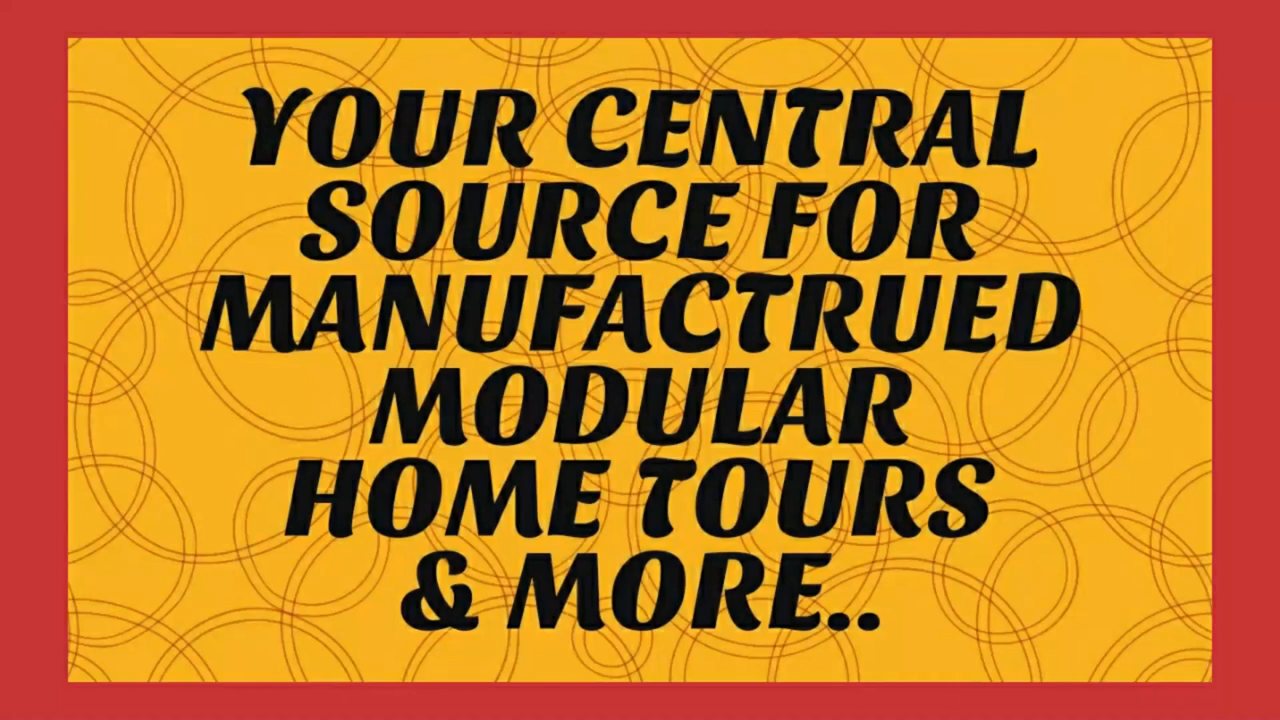 YOUR CENTRAL
SOURCE FOR
MANUFACTRUED
MODULAR
HOME TOURS
& MORE..